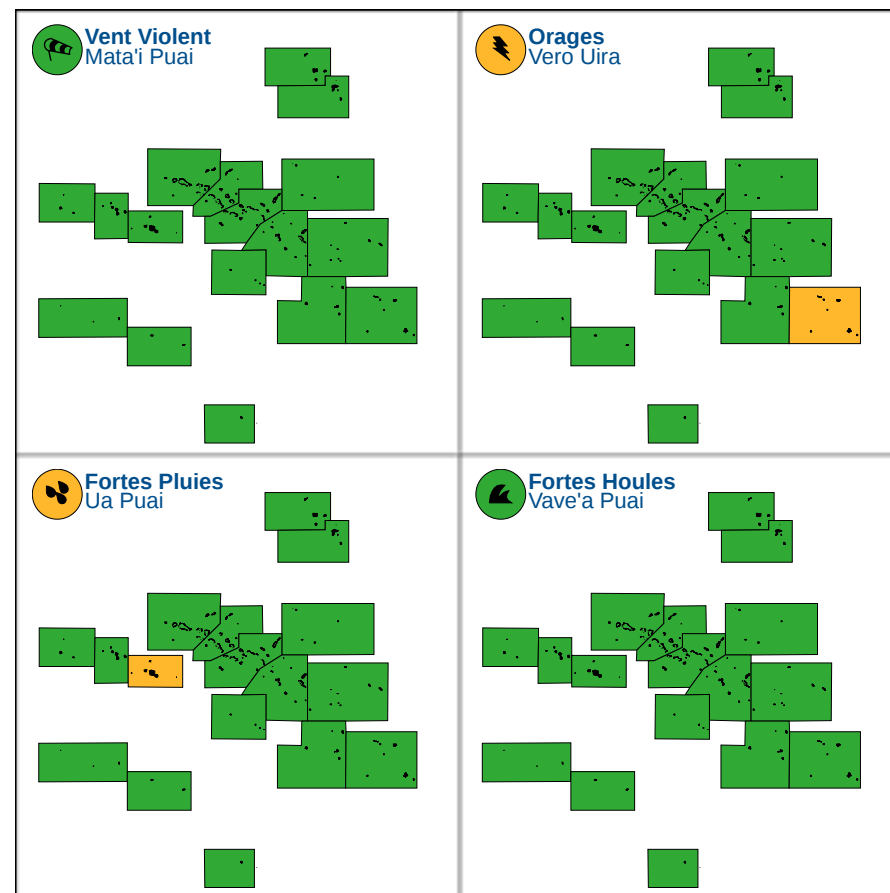 Vent Violent
Mata'i Puai
Orages
Vero Uira
Fortes Pluies
Ua Puai
Fortes Houles
Vave'a Puai